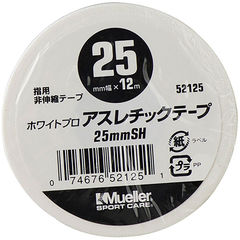 25
mm幅×12m
指用
非伸縮テープ
52125
ホワイトプロ アスレチックテープ
25mmSH
紙 ラベル
プラ PP
0 74676 52125 1
Mueller
SPORT CARE